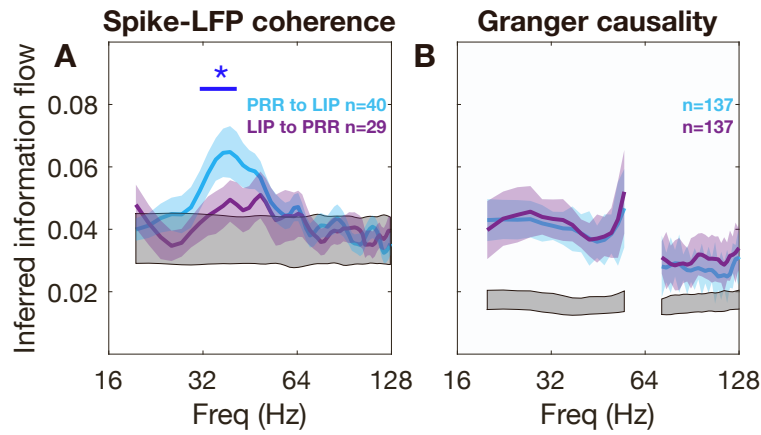 Spike-LFP coherence
Granger causality
A
B
*
PRR to LIP n=40
LIP to PRR n=29
n=137
n=137
Inferred information flow
0.08
0.06
0.04
0.02
16
32
64
128
16
32
64
128
Freq (Hz)
Freq (Hz)